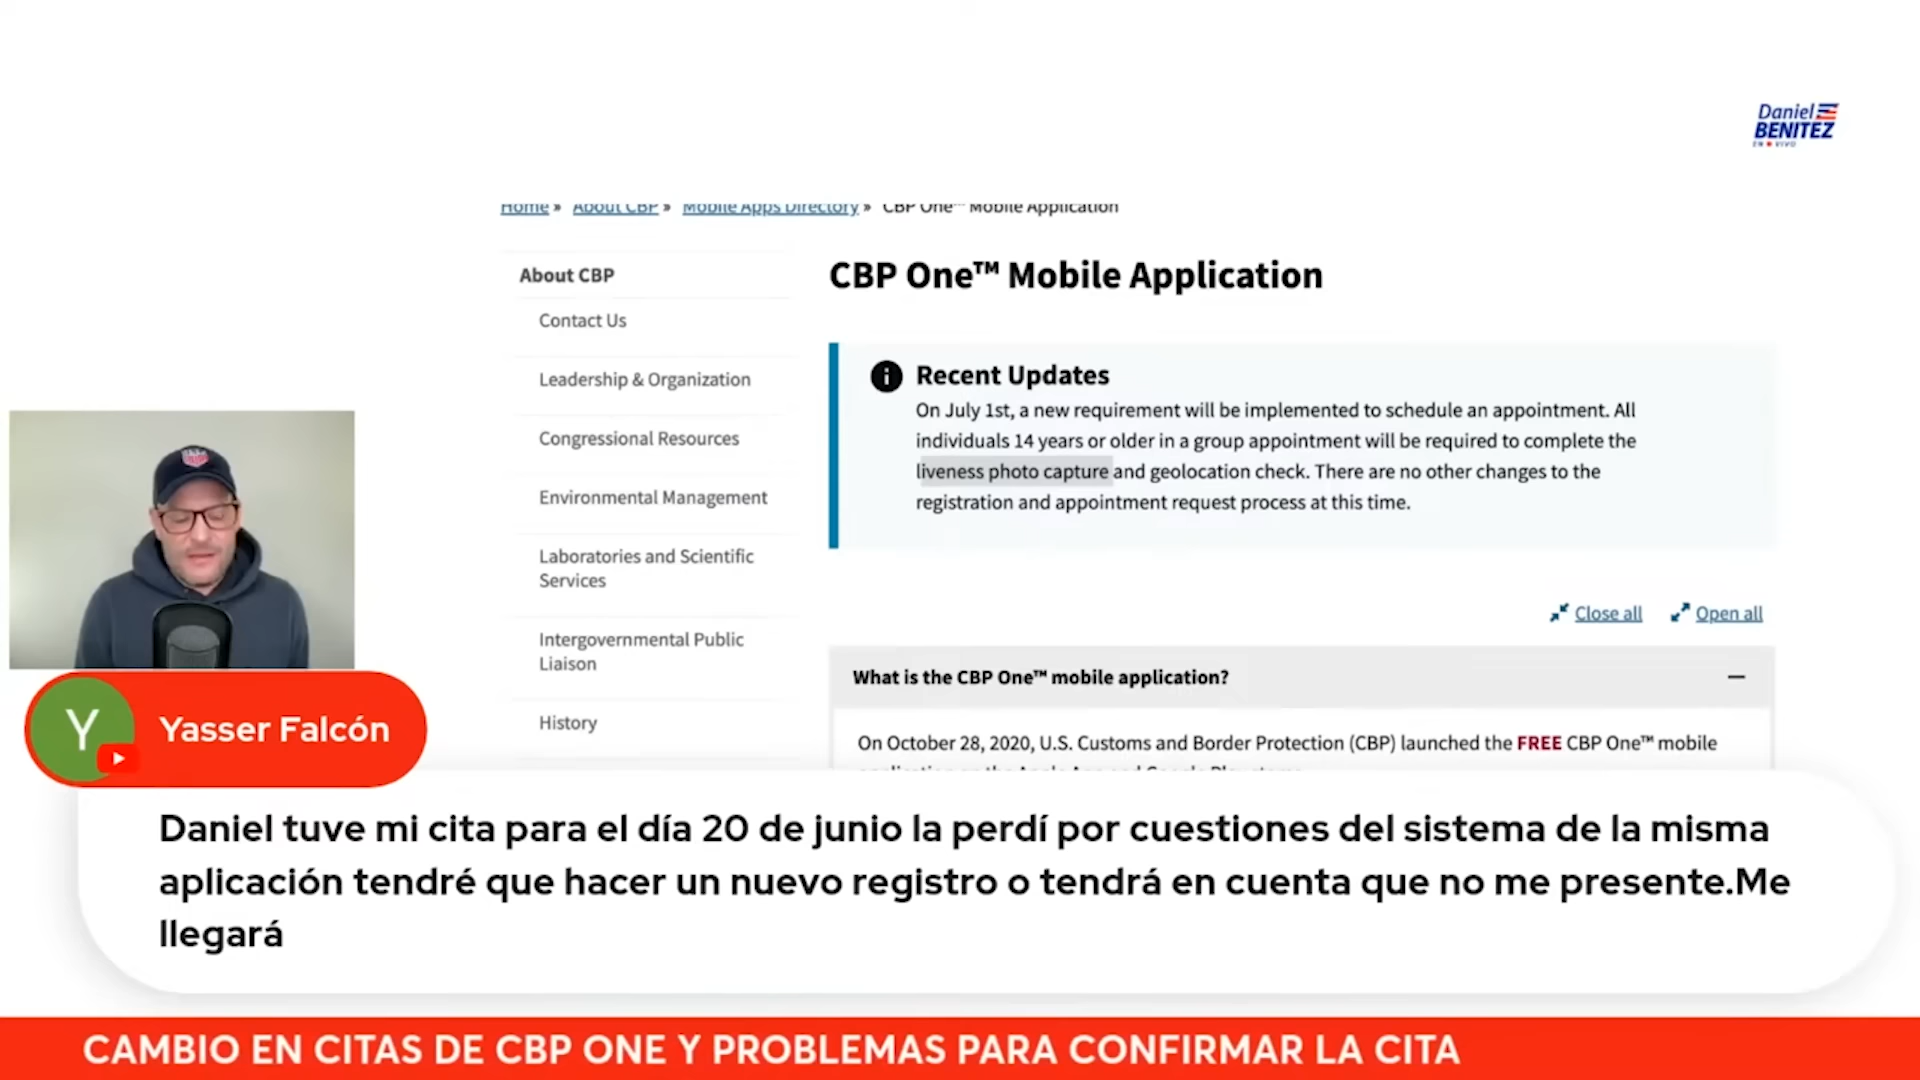 Daniel
BENITEZ
EN VIVO
Home » About CBP » Mobile Apps Directory » CBP One™ Mobile Application
About CBP
Contact Us
Leadership & Organization
Congressional Resources
Environmental Management
Laboratories and Scientific
Services
Intergovernmental Public
Liaison
History
CBP One™ Mobile Application
Recent Updates
On July 1st, a new requirement will be implemented to schedule an appointment. All
individuals 14 years or older in a group appointment will be required to complete the
liveness photo capture and geolocation check. There are no other changes to the
registration and appointment request process at this time.
Close all Open all
What is the CBP One™ mobile application?
On October 28, 2020, U.S. Customs and Border Protection (CBP) launched the FREE CBP One™ mobile
Y
Yasser Falcón
Daniel tuve mi cita para el día 20 de junio la perdí por cuestiones del sistema de la misma
aplicación tendré que hacer un nuevo registro o tendrá en cuenta que no me presente.Me
llegará
CAMBIO EN CITAS DE CBP ONE Y PROBLEMAS PARA CONFIRMAR LA CITA